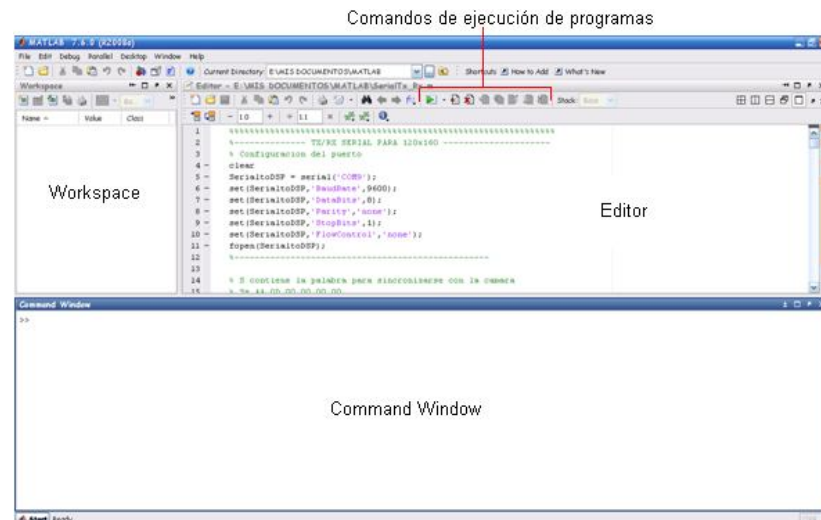 Comandos de ejecución de programas
MATLAB 7.6.0 (R2008a)
File Edit Debug Parallel Desktop Window Help
Current Directory: E:\MIS DOCUMENTOS\MATLAB
Shortcuts How to Add What's New
Workspace
Editor - E:\MIS DOCUMENTOS\MATLAB\SerialTx_Rx.m
Stack:
Name Value Class
- 10 + ÷ 1.1 ×
1 %%%%%%%%%%%%%%%%%%%%%%%%%%%%%%%%%%%%%%%%%%%%%%%%%%%%
2 %-------------- TX/RX SERIAL PARA 120x160 ---------------------
3 % Configuracion del puerto
4 - clear
5 - SerialtoDSP = serial('COM9');
6 - set(SerialtoDSP,'BaudRate',9600);
7 - set(SerialtoDSP,'DataBits',8);
8 - set(SerialtoDSP,'Parity','none');
9 - set(SerialtoDSP,'StopBits',1);
10 - set(SerialtoDSP,'FlowControl','none');
11 - fopen(SerialtoDSP);
12 %--------------------------------------------------
13
14 % S contiene la palabra para sincronizarse con la camara
15
Workspace
Editor
Command Window
>>
Command Window
Start Ready